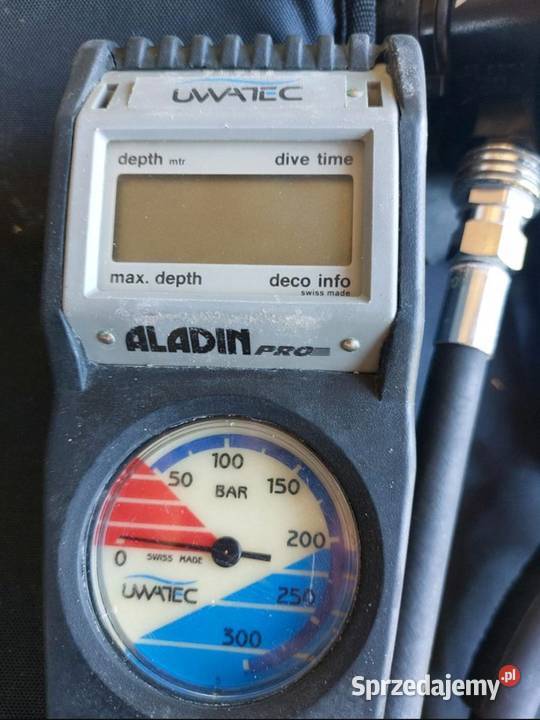 UWATEC
depth mtr dive time
max. depth deco info
swiss made
ALADIN PRO
100
50 150
BAR
0 200
SWISS MADE
UWATEC 250
300
Sprzedajemy.pl